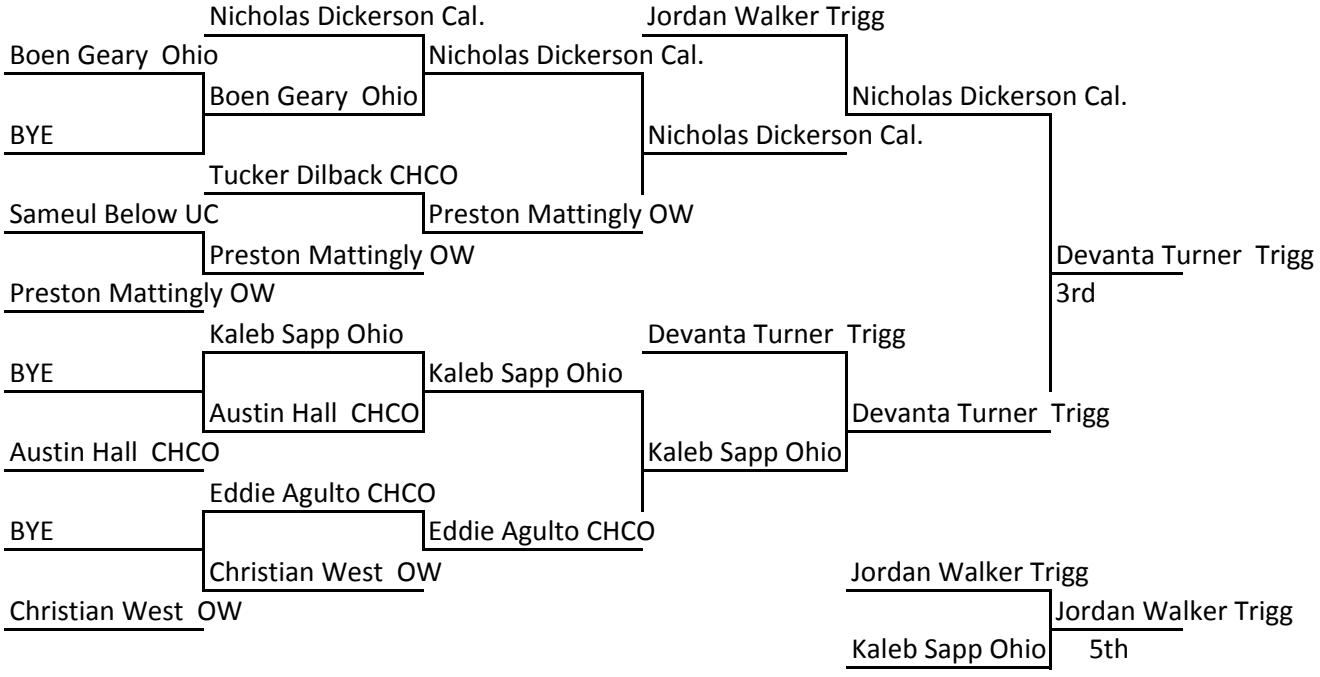 Nicholas Dickerson Cal. Jordan Walker Trigg
Boen Geary  Ohio Nicholas Dickerson Cal.
Boen Geary  Ohio Nicholas Dickerson Cal.
BYE Nicholas Dickerson Cal.
Tucker Dilback CHCO
Sameul Below UC Preston Mattingly OW
Preston Mattingly OW Devanta Turner  Trigg
Preston Mattingly OW 3rd
Kaleb Sapp Ohio Devanta Turner  Trigg
BYE Kaleb Sapp Ohio
Austin Hall  CHCO Devanta Turner  Trigg
Austin Hall  CHCO Kaleb Sapp Ohio
Eddie Agulto CHCO
BYE Eddie Agulto CHCO
Christian West  OW Jordan Walker Trigg
Christian West  OW Jordan Walker Trigg
Kaleb Sapp Ohio 5th